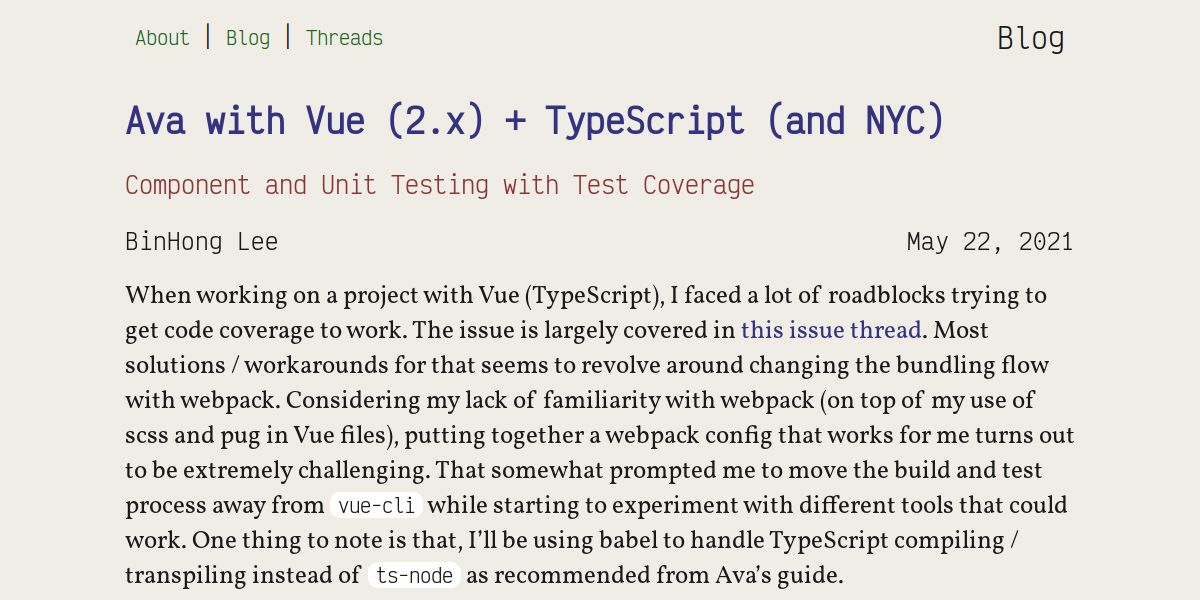 About | Blog | Threads
Blog
Ava with Vue (2.x) + TypeScript (and NYC)
Component and Unit Testing with Test Coverage
BinHong Lee
May 22, 2021
When working on a project with Vue (TypeScript), I faced a lot of roadblocks trying to
get code coverage to work. The issue is largely covered in this issue thread. Most
solutions / workarounds for that seems to revolve around changing the bundling flow
with webpack. Considering my lack of familiarity with webpack (on top of my use of
scss and pug in Vue files), putting together a webpack config that works for me turns out
to be extremely challenging. That somewhat prompted me to move the build and test
process away from vue-cli while starting to experiment with different tools that could
work. One thing to note is that, I’ll be using babel to handle TypeScript compiling /
transpiling instead of ts-node as recommended from Ava’s guide.